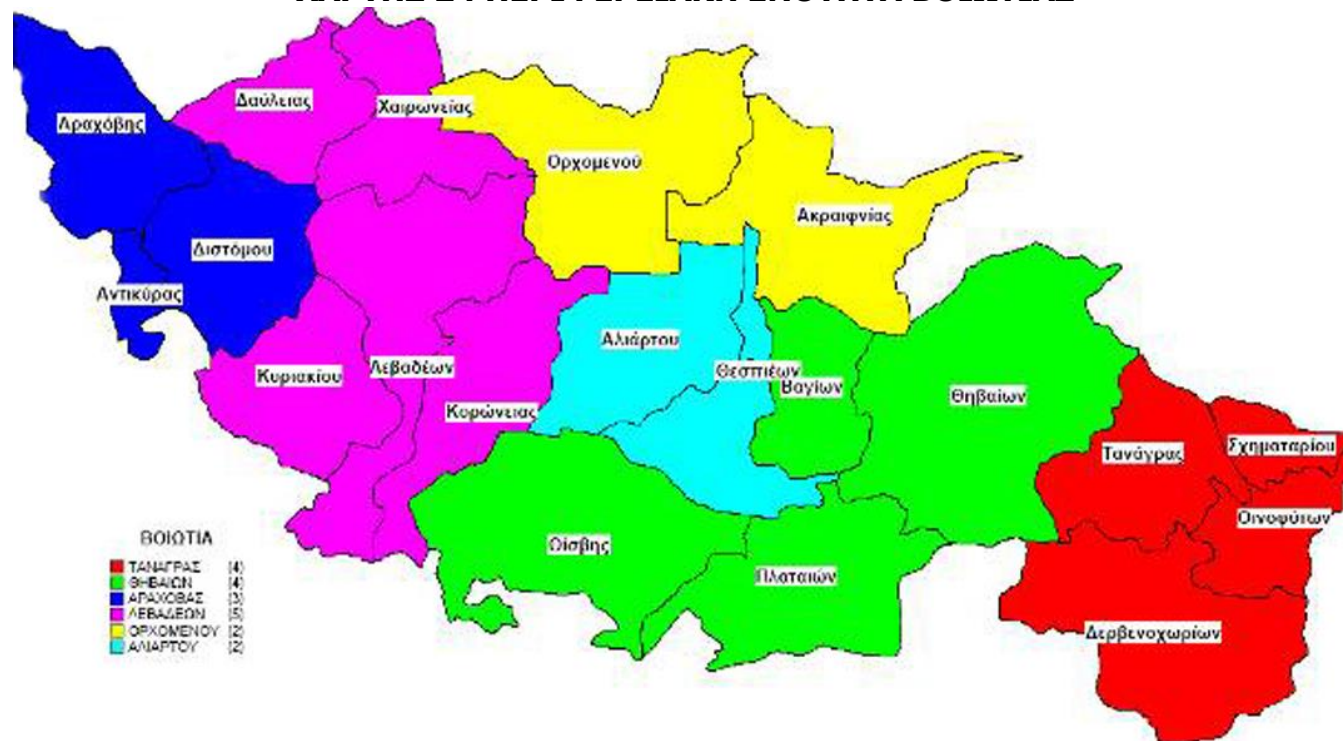 Δαύλειας
Χαιρωνείας
Αραχόβης
Ορχομενού
Ακραιφνίας
Διστόμου
Αντικύρας
Αλιάρτου
Θεσπιέων
Κυριακίου
Λεβαδέων
Βαγίων
Θηβαίων
Κορώνειας
Σχηματαρίου
Τανάγρας
Οινοφύτων
Θίσβης
Πλαταιών
Δερβενοχωρίων
ΒΟΙΩΤΙΑ
ΤΑΝΑΓΡΑΣ (4)
ΘΗΒΑΙΩΝ (4)
ΑΡΑΧΟΒΑΣ (3)
ΛΕΒΑΔΕΩΝ (5)
ΟΡΧΟΜΕΝΟΥ (2)
ΑΛΙΑΡΤΟΥ (2)